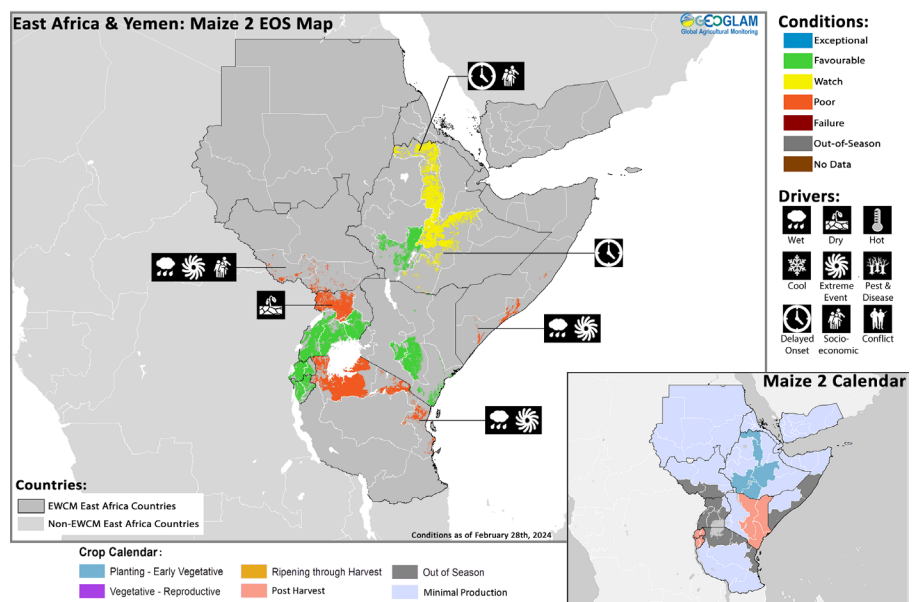 East Africa & Yemen: Maize 2 EOS Map
GEOGLAM
Global Agricultural Monitoring
Conditions:
Exceptional
Favourable
Watch
Poor
Failure
Out-of-Season
No Data
Drivers:
Wet
Dry
Hot
Cool
Extreme
Event
Pest &
Disease
Delayed
Onset
Socio-
economic
Conflict
Maize 2 Calendar
Countries:
EWCM East Africa Countries
Non-EWCM East Africa Countries
Conditions as of February 28th, 2024
Crop Calendar:
Planting - Early Vegetative
Ripening through Harvest
Out of Season
Vegetative - Reproductive
Post Harvest
Minimal Production